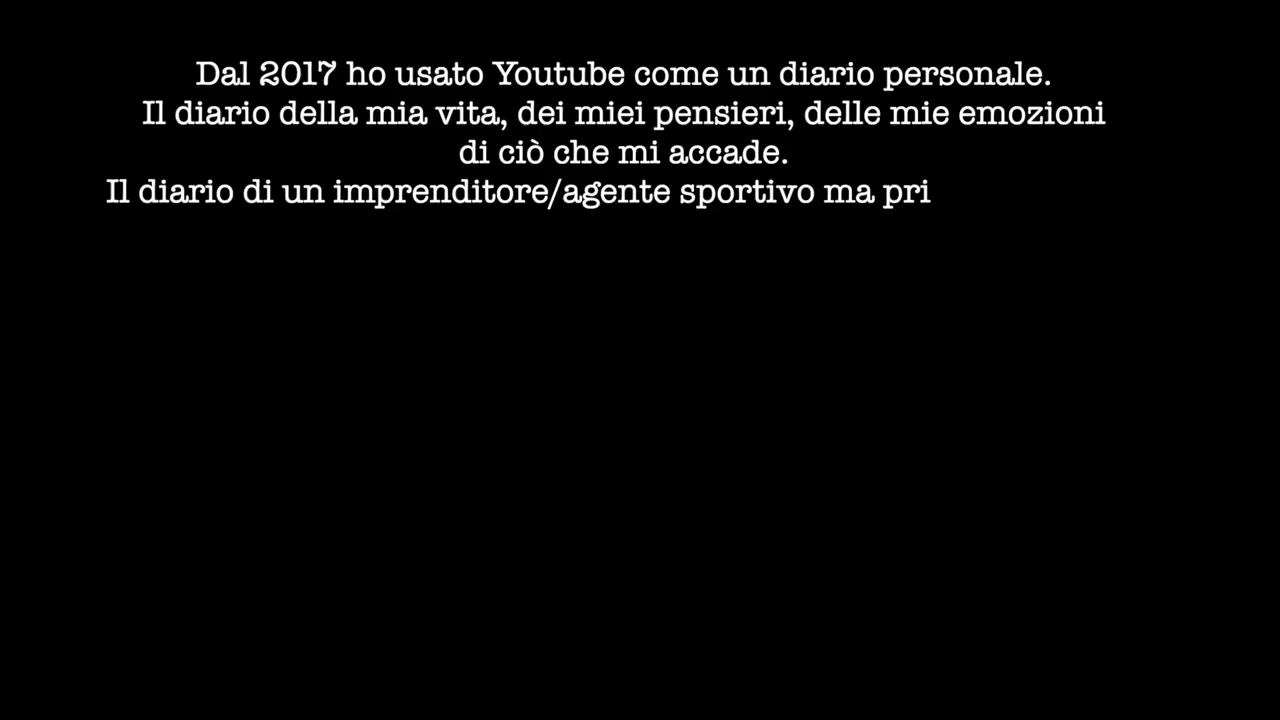 Dal 2017 ho usato Youtube come un diario personale.
Il diario della mia vita, dei miei pensieri, delle mie emozioni
di ciò che mi accade.
Il diario di un imprenditore/agente sportivo ma pri